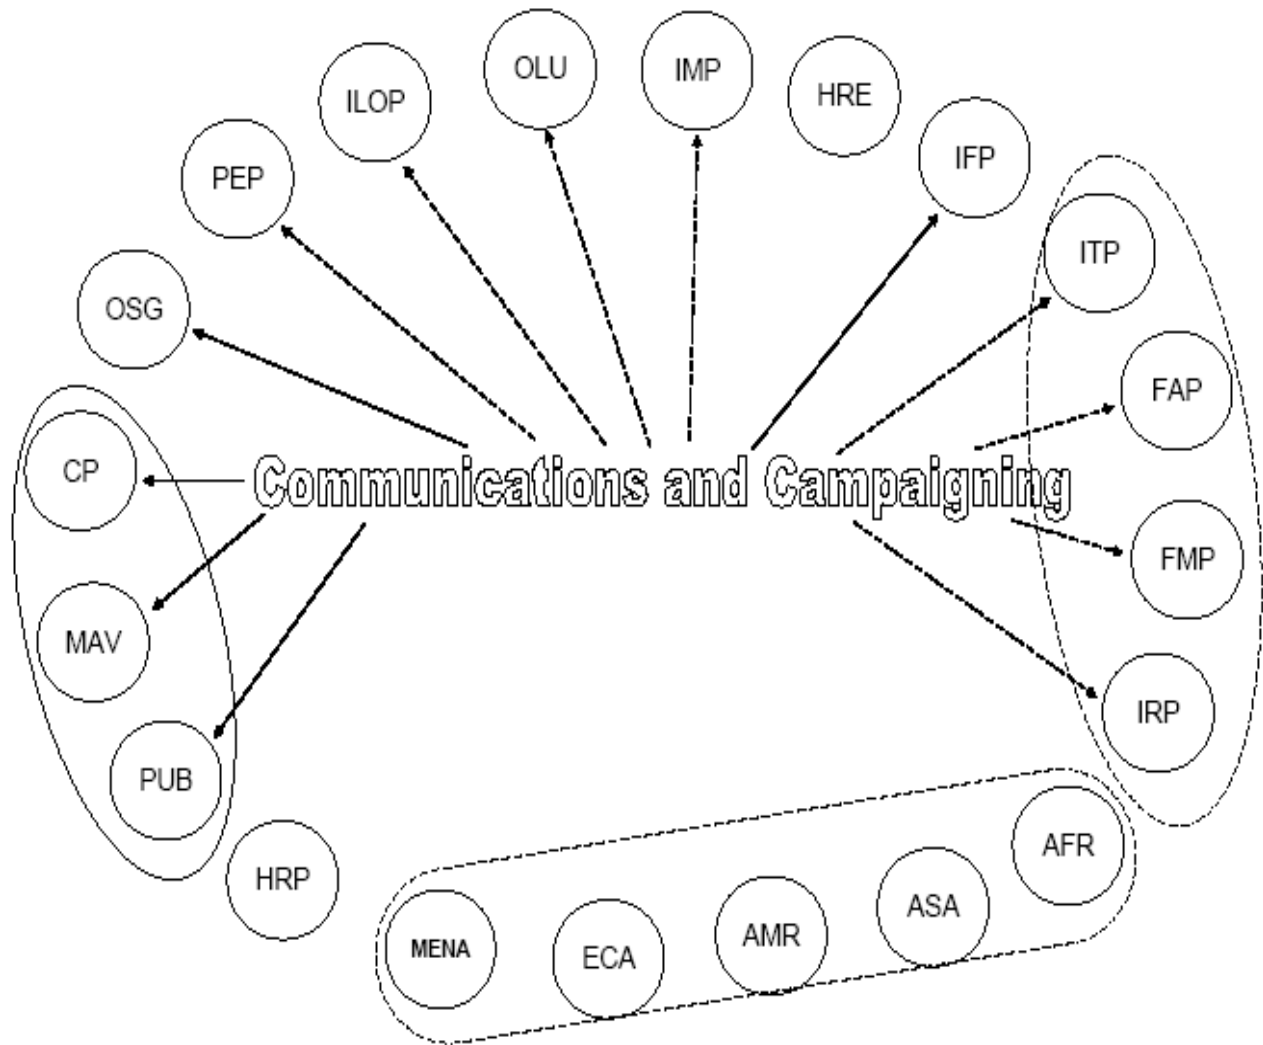 OLU
IMP
HRE
ILOP
IFP
PEP
ITP
OSG
FAP
CP
Communications and Campaigning
FMP
MAV
IRP
PUB
AFR
HRP
ASA
AMR
MENA
ECA